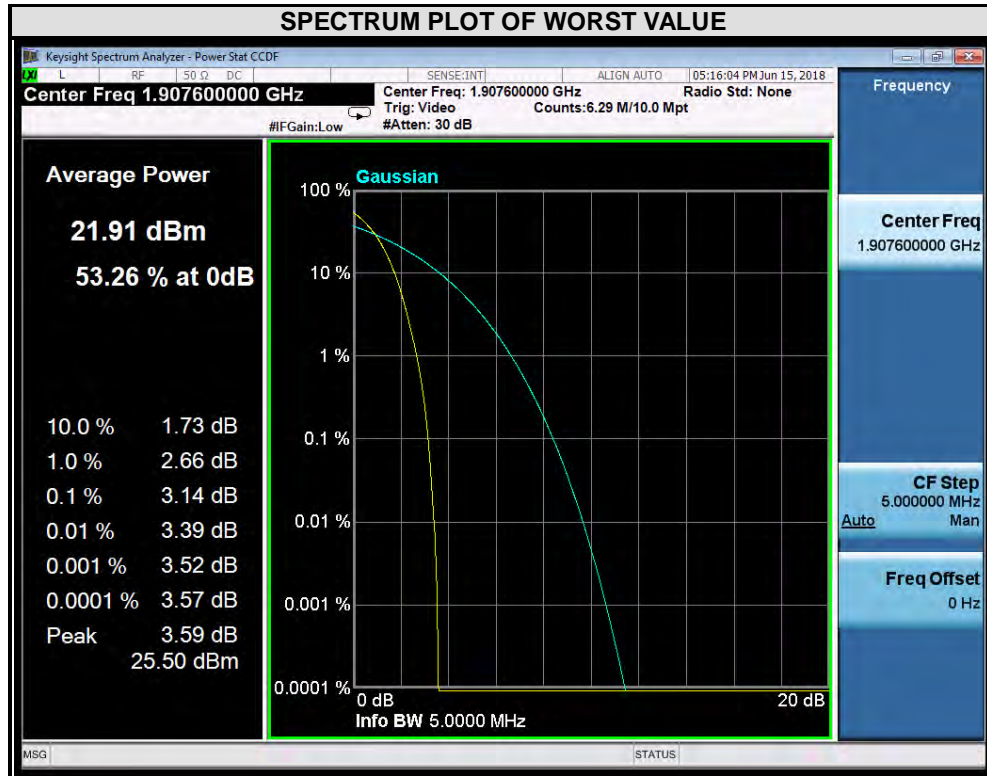 SPECTRUM PLOT OF WORST VALUE
Keysight Spectrum Analyzer - Power Stat CCDF
LXI L RF 50 Ω DC SENSE:INT ALIGN AUTO 05:16:04 PM Jun 15, 2018
Center Freq 1.907600000 GHz
Center Freq: 1.907600000 GHz Radio Std: None
Trig: Video Counts:6.29 M/10.0 Mpt
#IFGain:Low #Atten: 30 dB
Frequency
Average Power
21.91 dBm
53.26 % at 0dB
10.0 % 1.73 dB
1.0 % 2.66 dB
0.1 % 3.14 dB
0.01 % 3.39 dB
0.001 % 3.52 dB
0.0001 % 3.57 dB
Peak 3.59 dB
25.50 dBm
Gaussian
100 %
10 %
1 %
0.1 %
0.01 %
0.001 %
0.0001 %
0 dB 20 dB
Info BW 5.0000 MHz
Center Freq
1.907600000 GHz
CF Step
5.000000 MHz
Auto Man
Freq Offset
0 Hz
MSG STATUS